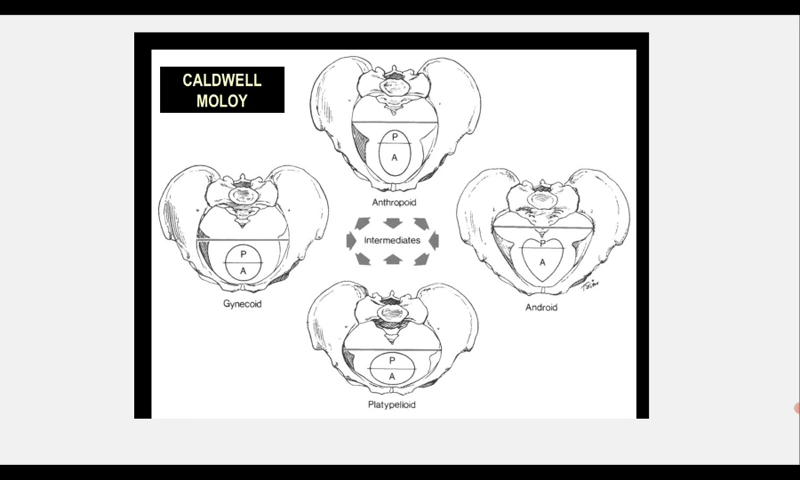 CALDWELL
MOLOY
P
A
Anthropoid
P
A
Gynecoid
Intermediates
P
A
Android
P
A
Platypelloid